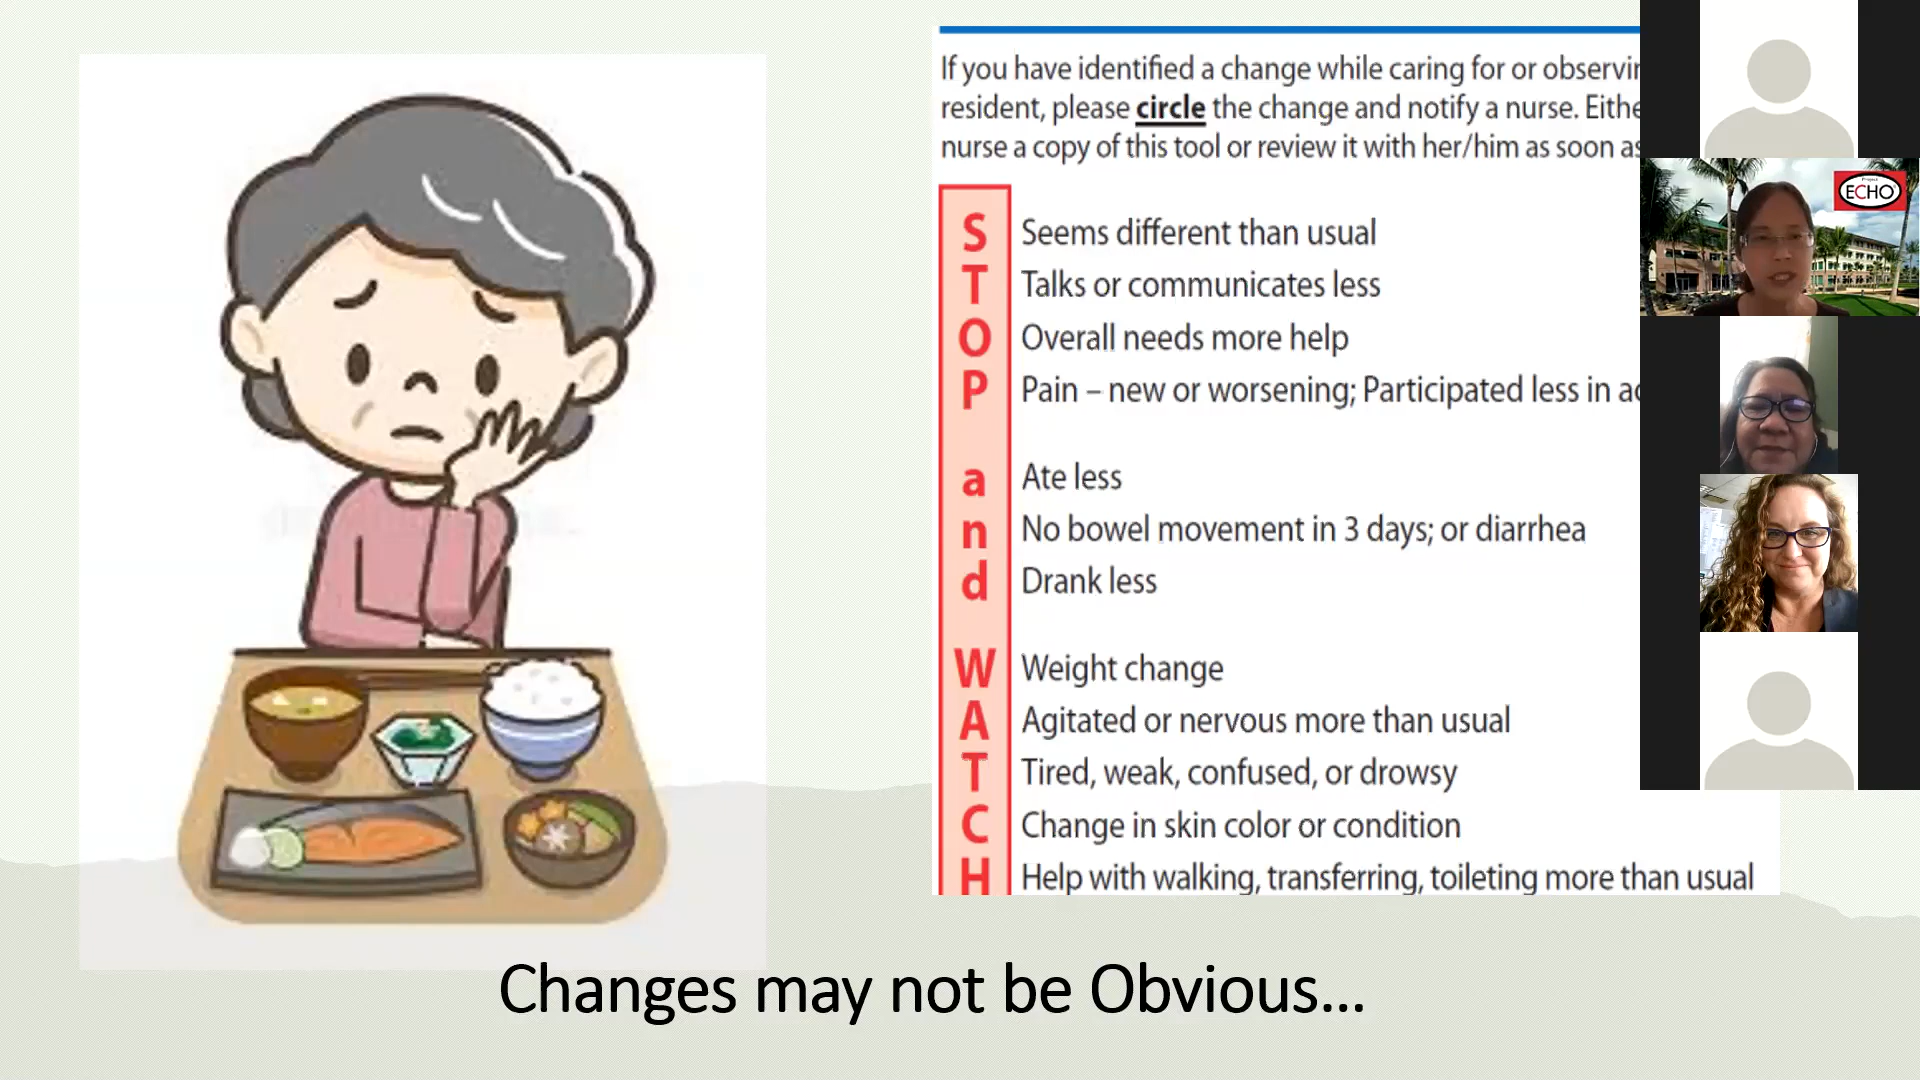 If you have identified a change while caring for or observin
resident, please circle the change and notify a nurse. Eithe
nurse a copy of this tool or review it with her/him as soon as
S Seems different than usual
T Talks or communicates less
O Overall needs more help
P Pain – new or worsening; Participated less in ac
a Ate less
n No bowel movement in 3 days; or diarrhea
d Drank less
W Weight change
A Agitated or nervous more than usual
T Tired, weak, confused, or drowsy
C Change in skin color or condition
H Help with walking, transferring, toileting more than usual
Changes may not be Obvious...
Project
ECHO